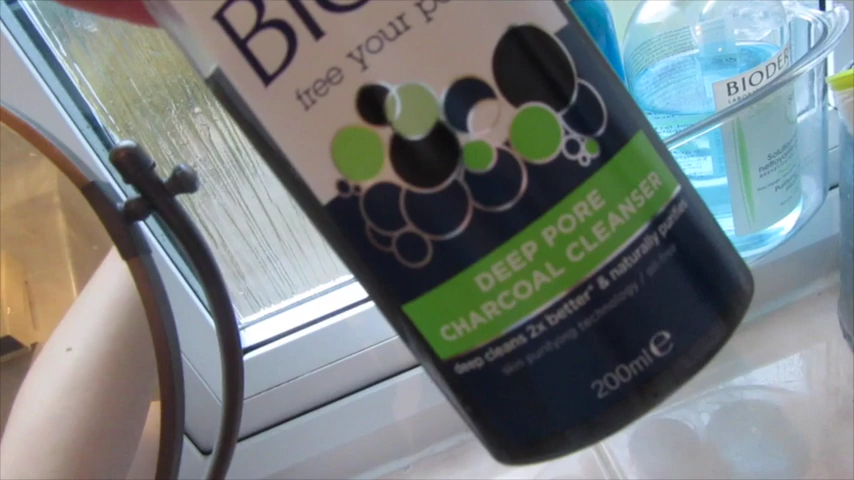 free your
DEEP PORE
CHARCOAL CLEANSER
deep cleans 2x better* & naturally purifies
skin purifying technology / oil-free
200ml e
BIODER
Solution